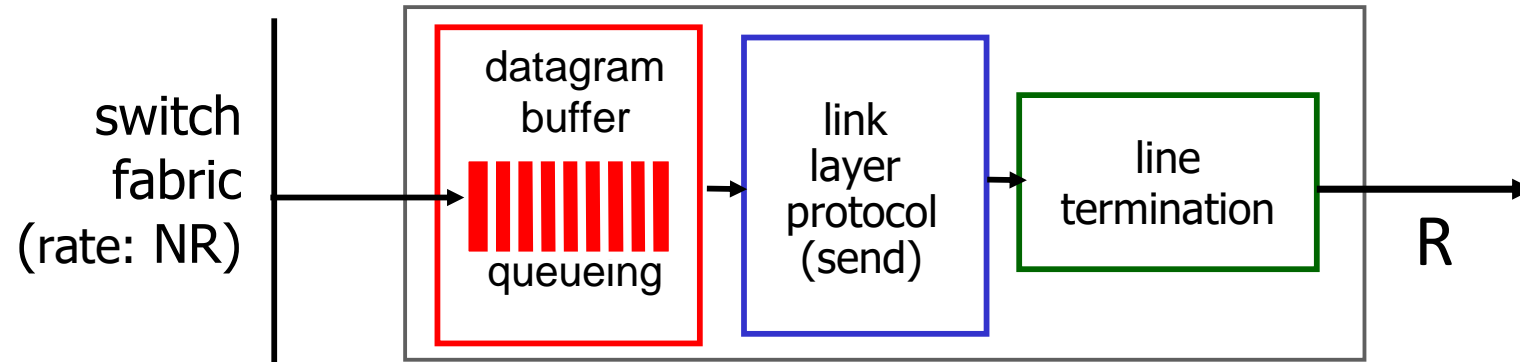 switch
fabric
(rate: NR)
datagram
buffer
queueing
link
layer
protocol
(send)
line
termination
R